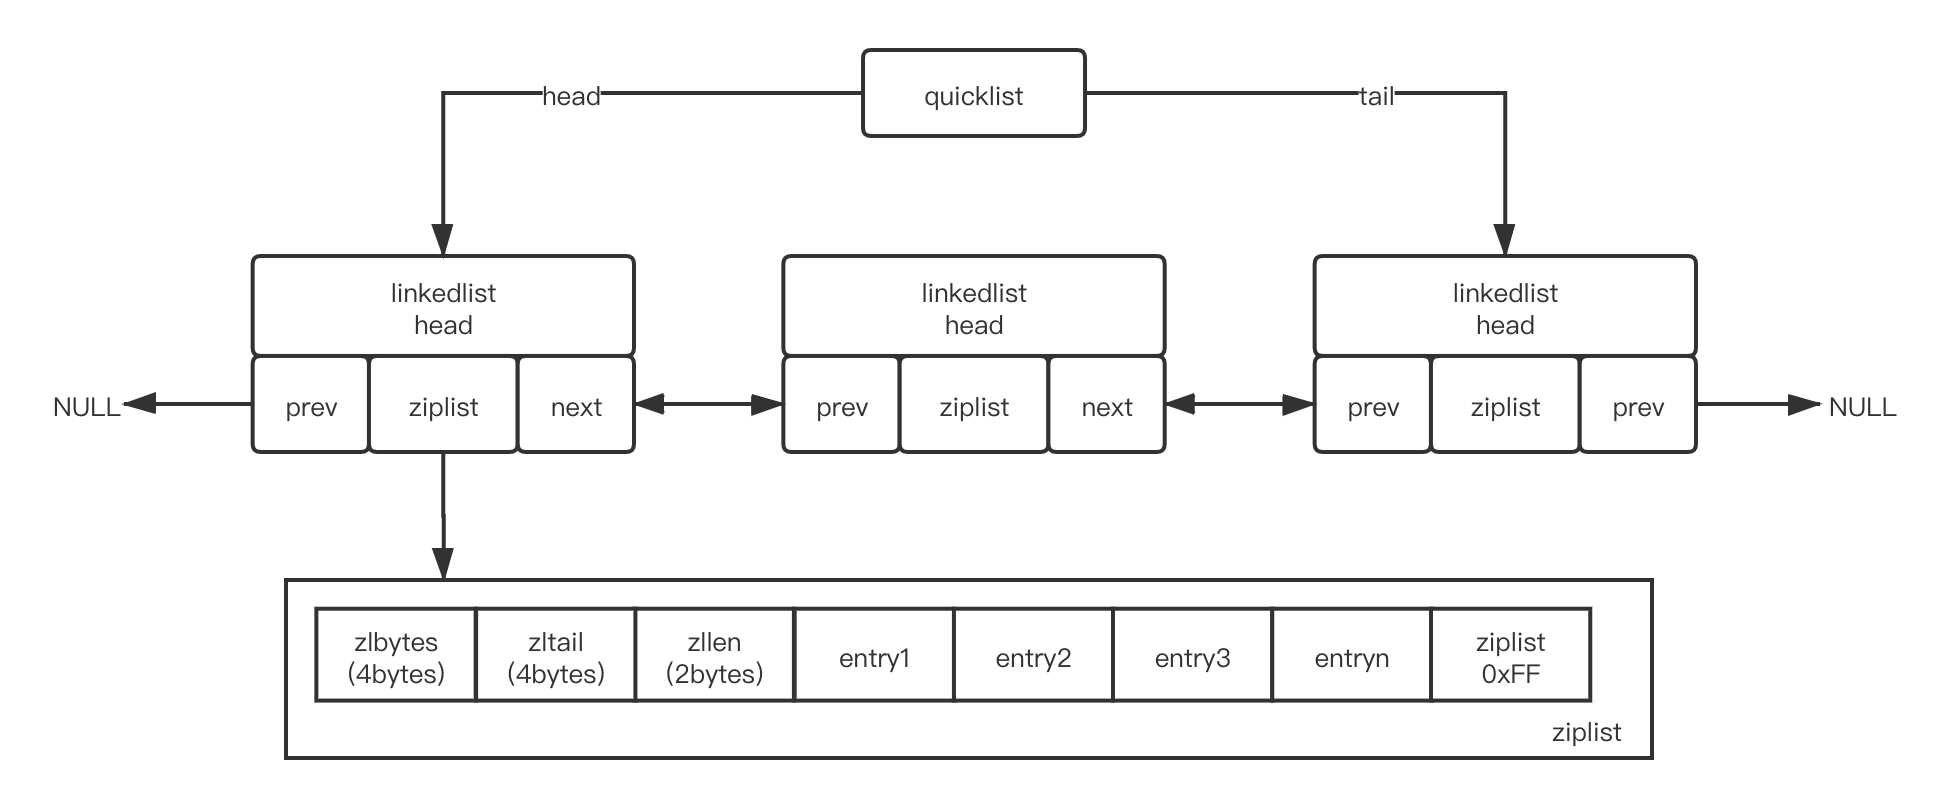 head
quicklist
tail
linkedlist
head
linkedlist
head
linkedlist
head
NULL
prev
ziplist
next
prev
ziplist
next
prev
ziplist
prev
NULL
zlbytes
(4bytes)
zltail
(4bytes)
zllen
(2bytes)
entry1
entry2
entry3
entryn
ziplist
0xFF
ziplist